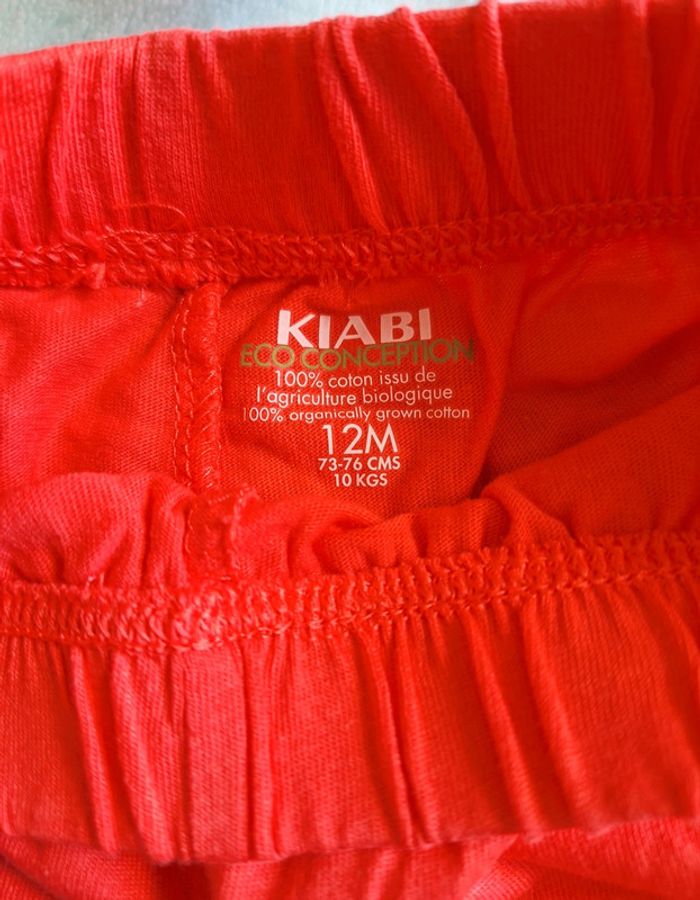 KIABI
ECO CONCEPTION
100% coton issu de
l'agriculture biologique
100% organically grown cotton
12M
73-76 CMS
10 KGS